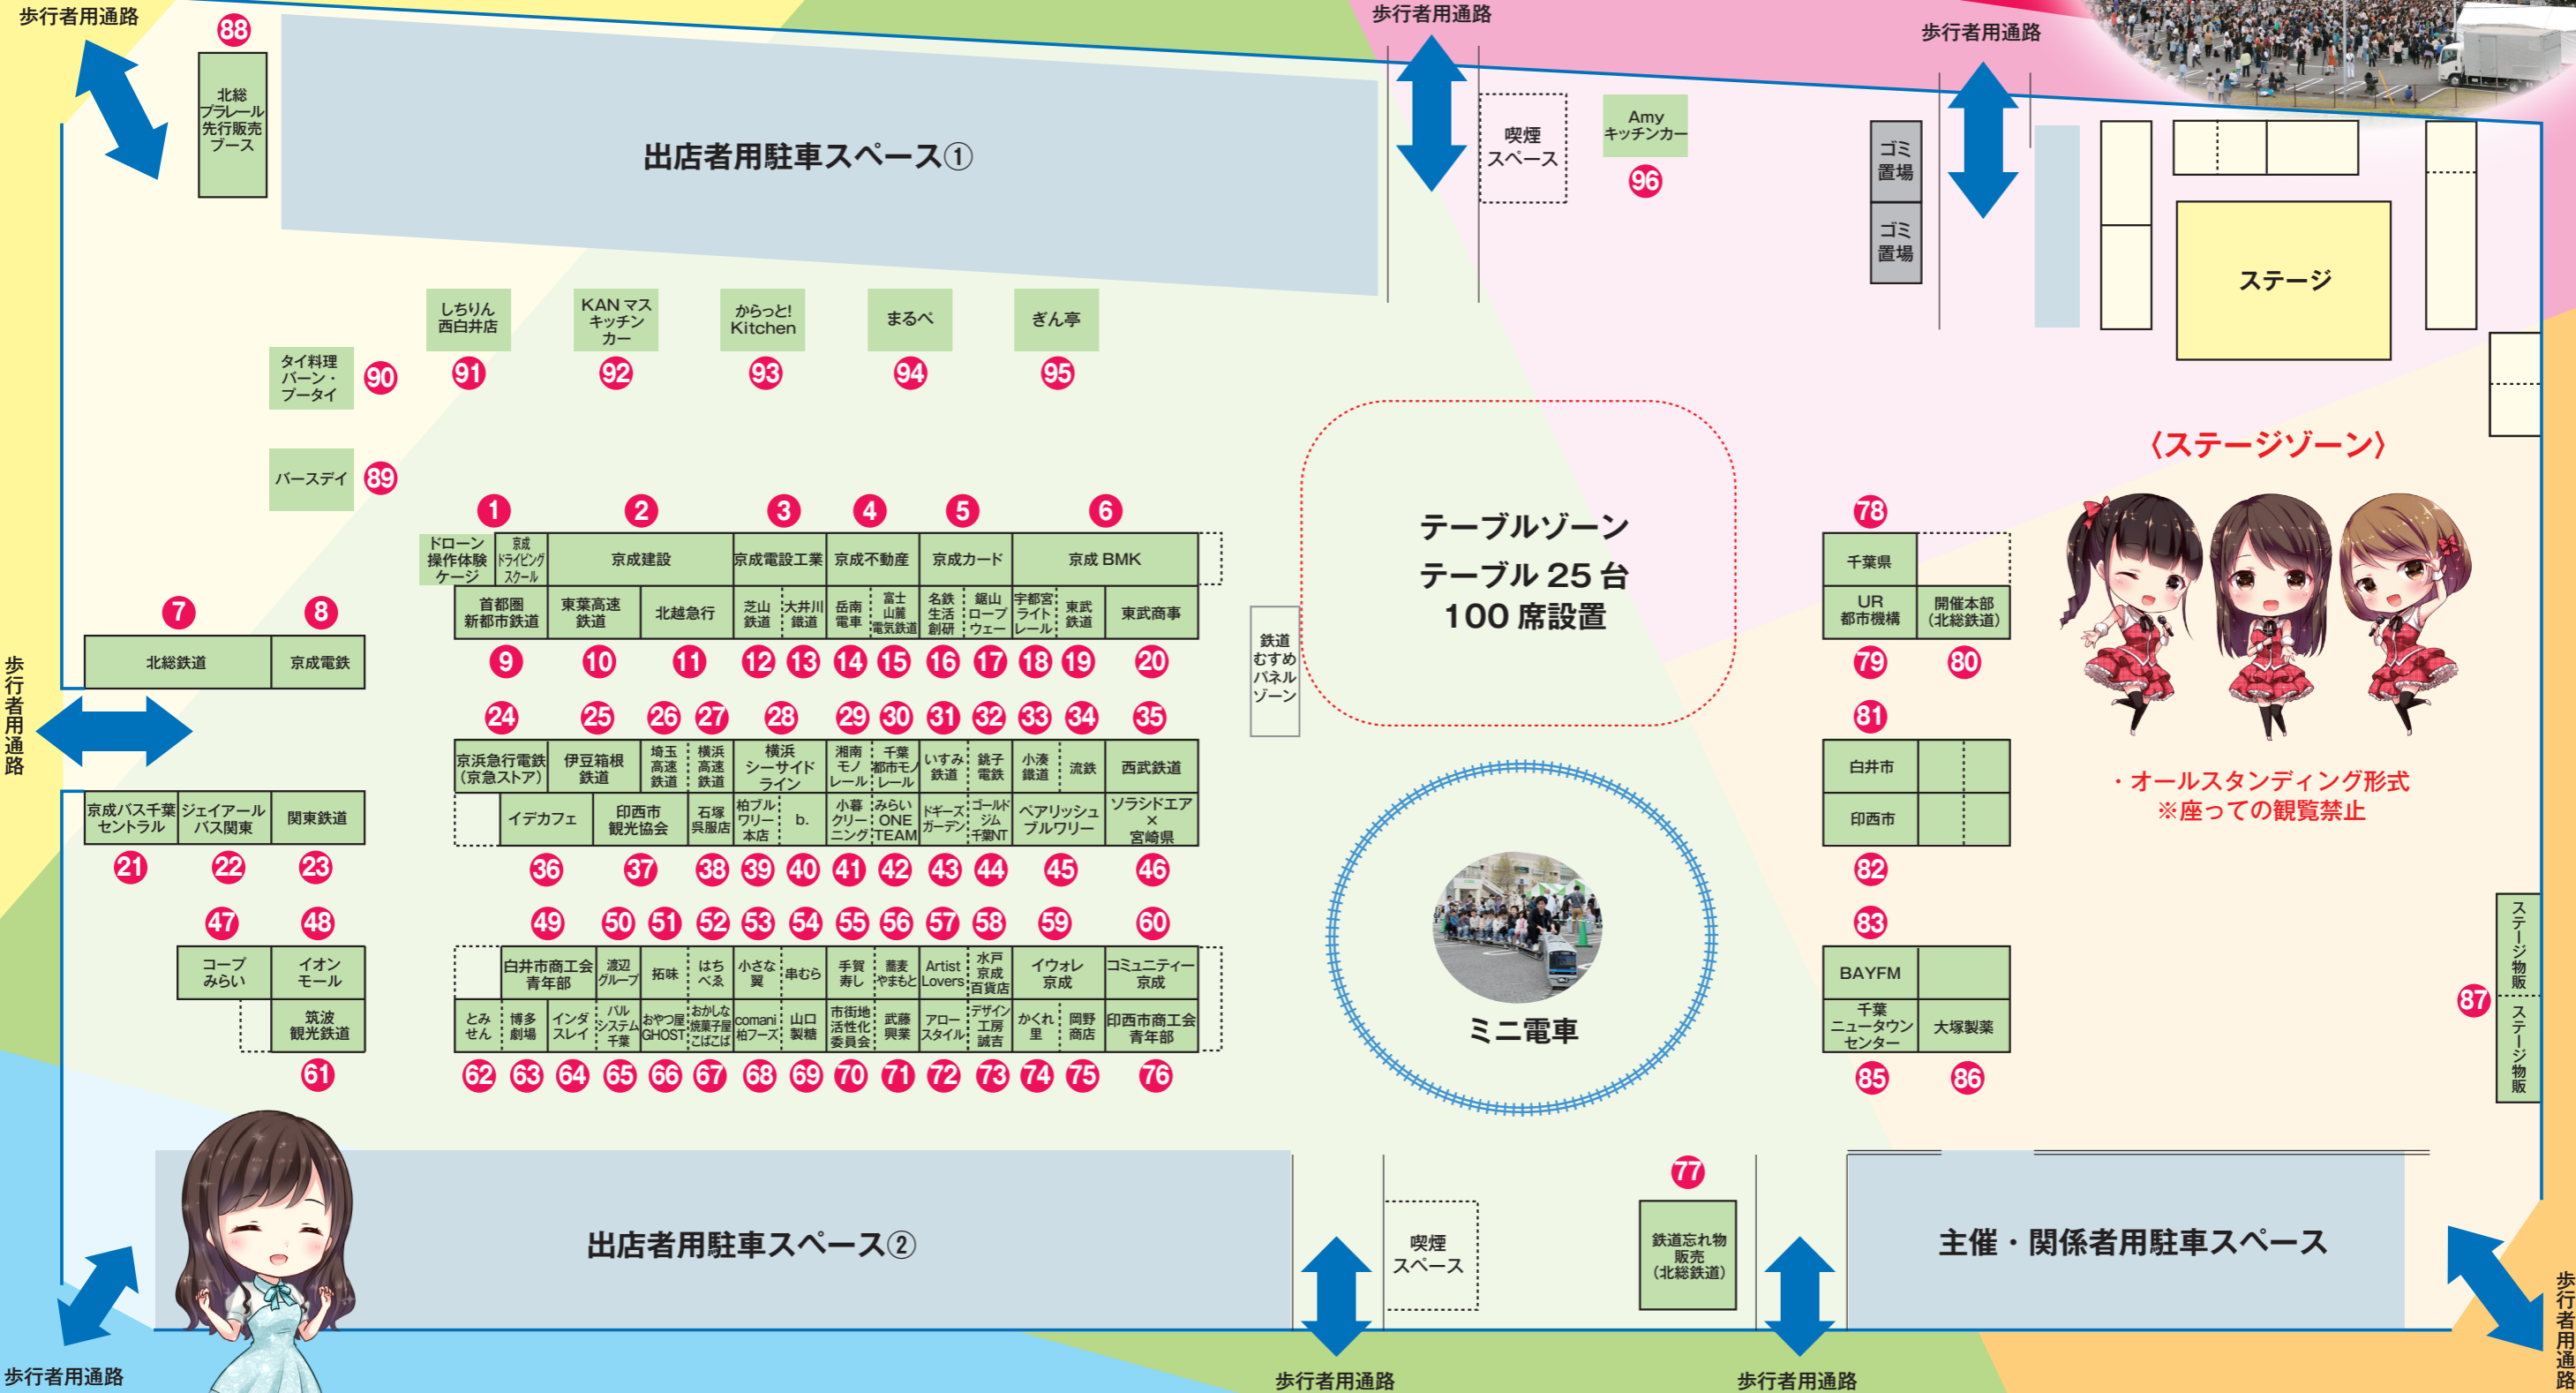 歩行者用通路
歩行者用通路
歩行者用通路
88
北総
プラレール
先行販売
ブース
出店者用駐車スペース①
喫煙
スペース
Amy
キッチンカー
96
ゴミ
置場
ゴミ
置場
ステージ
しちりん
西白井店
91
KANマス
キッチン
カー
92
からっと!
Kitchen
93
まるぺ
94
ぎん亭
95
タイ料理
バーン・
プータイ
90
バースデイ
89
テーブルゾーン
テーブル25台
100席設置
〈ステージゾーン〉
・オールスタンディング形式
※座っての観覧禁止
1
2
3
4
5
6
ドローン
操作体験
ケージ
京成
ドライビング
スクール
京成建設
京成電設工業
京成不動産
京成カード
京成BMK
首都圏
新都市鉄道
東葉高速
鉄道
北越急行
芝山
鉄道
大井川
鐵道
岳南
電車
富士
山麓
電気鉄道
名鉄
生活
創研
鋸山
ロープ
ウェー
宇都宮
ライト
レール
東武
鉄道
東武商事
9
10
11
12
13
14
15
16
17
18
19
20
7
8
北総鉄道
京成電鉄
歩行者用通路
鉄道
むすめ
パネル
ゾーン
78
千葉県
UR
都市機構
開催本部
(北総鉄道)
79
80
24
25
26
27
28
29
30
31
32
33
34
35
京浜急行電鉄
(京急ストア)
伊豆箱根
鉄道
埼玉
高速
鉄道
横浜
高速
鉄道
横浜
シーサイド
ライン
湘南
モノ
レール
千葉
都市モノ
レール
いすみ
鉄道
銚子
電鉄
小湊
鐵道
流鉄
西武鉄道
イデカフェ
印西市
観光協会
石塚
呉服店
柏ブル
ワリー
本店
b.
小暮
クリー
ニング
みらい
ONE
TEAM
ドギーズ
ガーデン
ゴールド
ジム
千葉NT
ペアリッシュ
ブルワリー
ソラシドエア
×
宮崎県
36
37
38
39
40
41
42
43
44
45
46
京成バス千葉
セントラル
ジェイアール
バス関東
関東鉄道
21
22
23
81
白井市
印西市
82
47
48
コープ
みらい
イオン
モール
筑波
観光鉄道
61
49
50
51
52
53
54
55
56
57
58
59
60
白井市商工会
青年部
渡辺
グループ
拓味
はち
べゑ
小さな
翼
串むら
手賀
寿し
蕎麦
やまもと
Artist
Lovers
水戸
京成
百貨店
イウォレ
京成
コミュニティー
京成
とみ
せん
博多
劇場
インダ
スレイ
パル
システム
千葉
おやつ屋
GHOST
おかしな
焼菓子屋
こぱこぱ
comani
柏フーズ
山口
製糖
市街地
活性化
委員会
武藤
興業
アロー
スタイル
デザイン
工房
誠吉
かくれ
里
岡野
商店
印西市商工会
青年部
62
63
64
65
66
67
68
69
70
71
72
73
74
75
76
ミニ電車
83
BAYFM
千葉
ニュータウン
センター
大塚製薬
85
86
87
ステージ物販
ステージ物販
出店者用駐車スペース②
喫煙
スペース
77
鉄道忘れ物
販売
(北総鉄道)
主催・関係者用駐車スペース
歩行者用通路
歩行者用通路
歩行者用通路
歩行者用通路